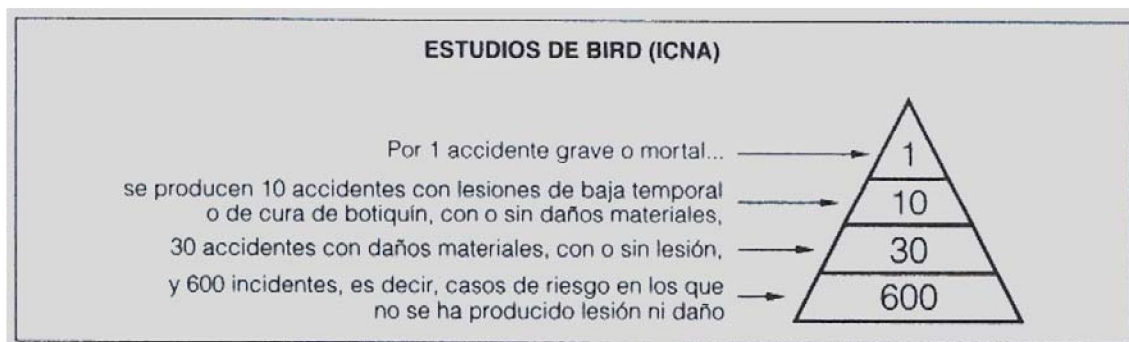 ESTUDIOS DE BIRD (ICNA)
Por 1 accidente grave o mortal...
1
se producen 10 accidentes con lesiones de baja temporal
o de cura de botiquín, con o sin daños materiales,
10
30 accidentes con daños materiales, con o sin lesión,
30
y 600 incidentes, es decir, casos de riesgo en los que
no se ha producido lesión ni daño
600